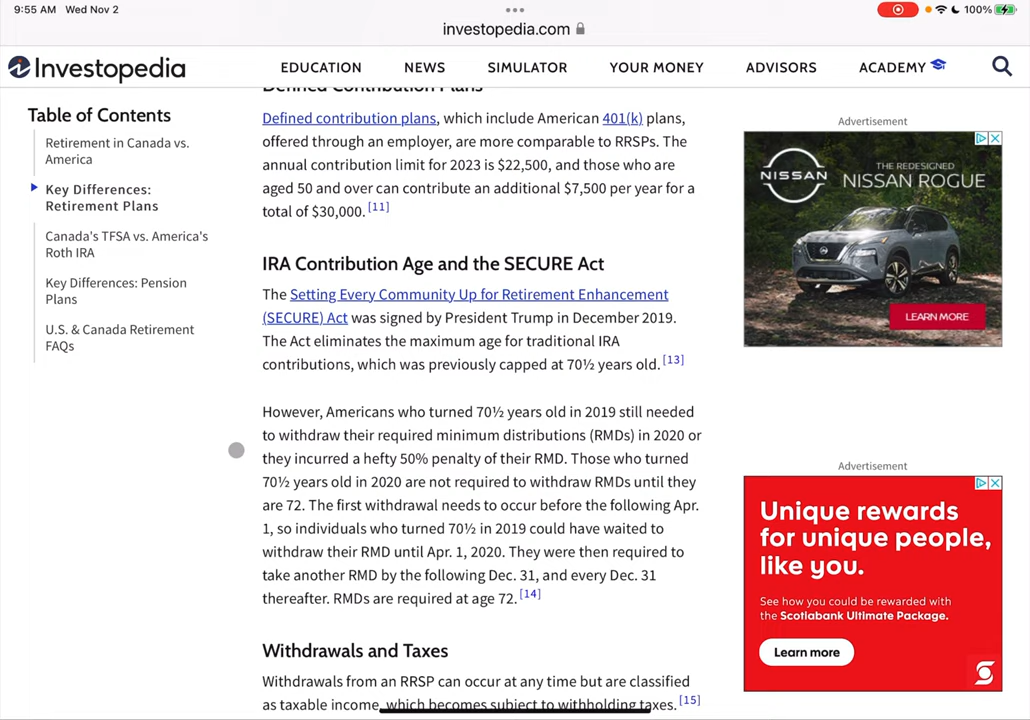 9:55 AM Wed Nov 2
100%
investopedia.com
Investopedia
EDUCATION
NEWS
SIMULATOR
YOUR MONEY
ADVISORS
ACADEMY
Table of Contents
Retirement in Canada vs.
America
Key Differences:
Retirement Plans
Canada's TFSA vs. America's
Roth IRA
Key Differences: Pension
Plans
U.S. & Canada Retirement
FAQs
Defined Contribution Plans
Defined contribution plans, which include American 401(k) plans,
offered through an employer, are more comparable to RRSPs. The
annual contribution limit for 2023 is $22,500, and those who are
aged 50 and over can contribute an additional $7,500 per year for a
total of $30,000. [11]
IRA Contribution Age and the SECURE Act
The Setting Every Community Up for Retirement Enhancement
(SECURE) Act was signed by President Trump in December 2019.
The Act eliminates the maximum age for traditional IRA
contributions, which was previously capped at 70½ years old. [13]
However, Americans who turned 70½ years old in 2019 still needed
to withdraw their required minimum distributions (RMDs) in 2020 or
they incurred a hefty 50% penalty of their RMD. Those who turned
70½ years old in 2020 are not required to withdraw RMDs until they
are 72. The first withdrawal needs to occur before the following Apr.
1, so individuals who turned 70½ in 2019 could have waited to
withdraw their RMD until Apr. 1, 2020. They were then required to
take another RMD by the following Dec. 31, and every Dec. 31
thereafter. RMDs are required at age 72. [14]
Withdrawals and Taxes
Withdrawals from an RRSP can occur at any time but are classified
as taxable income, which becomes subject to withholding taxes. [15]
Advertisement
NISSAN
THE REDESIGNED
NISSAN ROGUE
LEARN MORE
Advertisement
Unique rewards
for unique people,
like you.
See how you could be rewarded with
the Scotiabank Ultimate Package.
Learn more